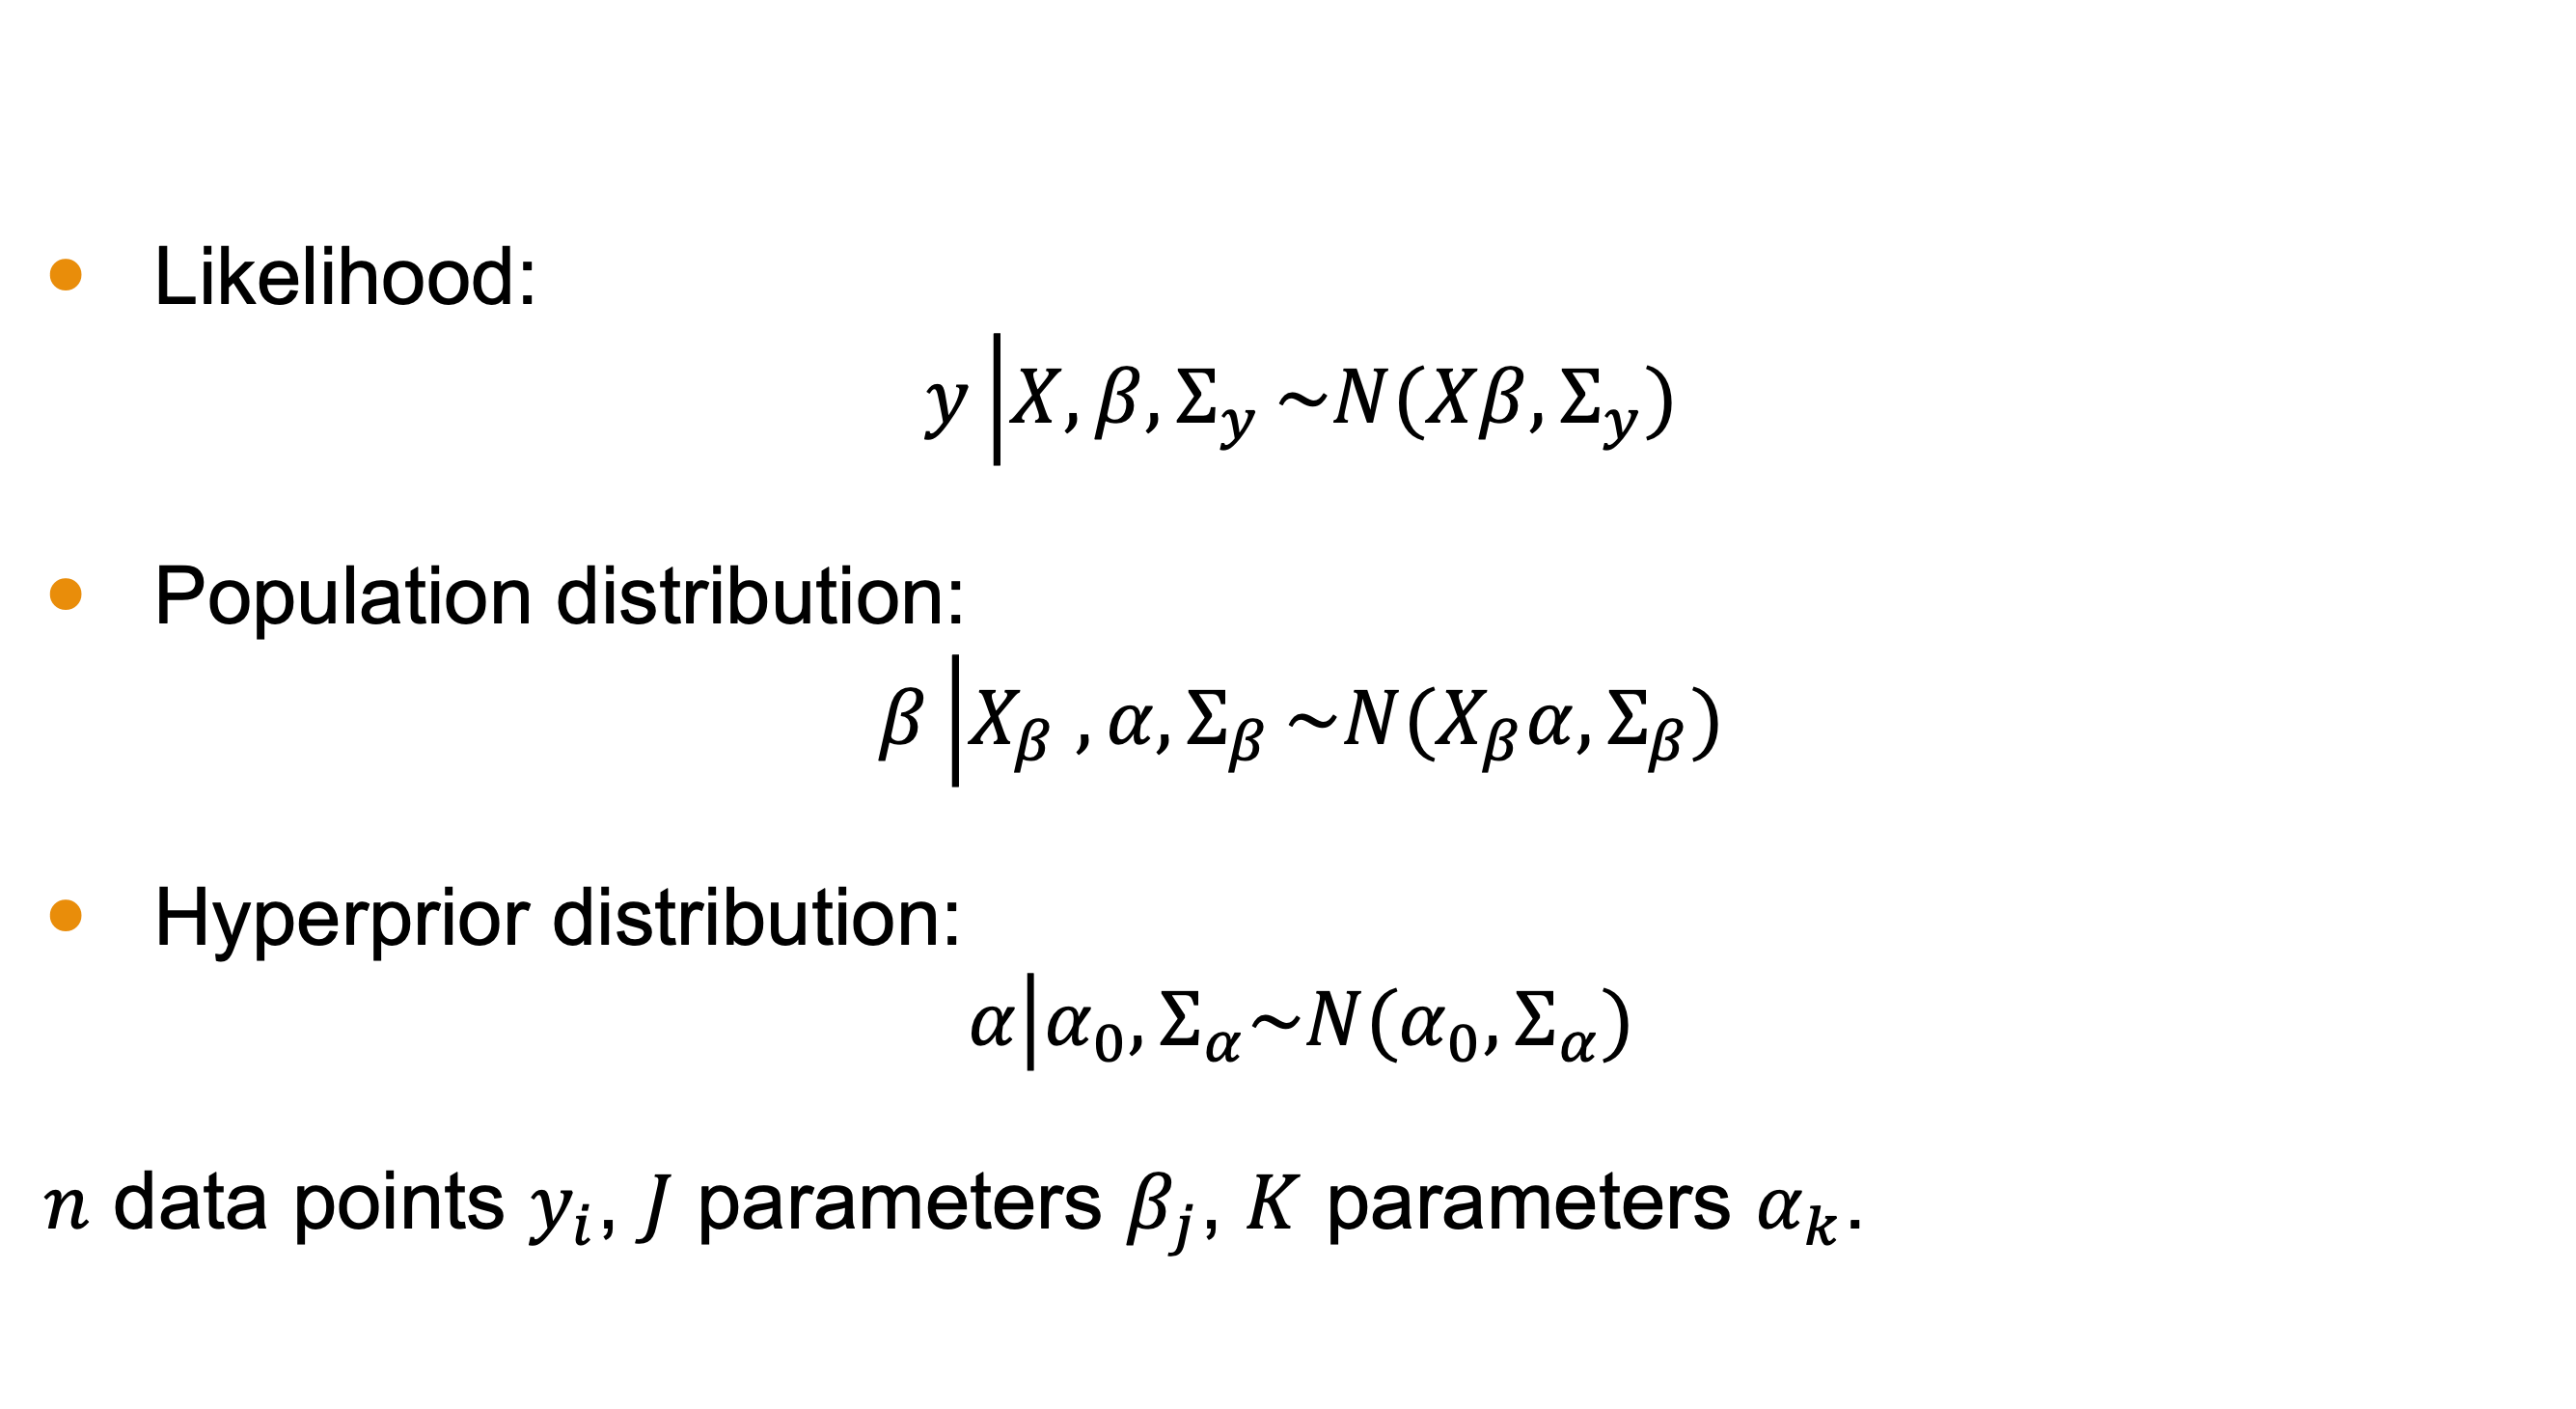 • Likelihood:
y | X, β, Σ_y ~N(Xβ, Σ_y)
• Population distribution:
β | X_β , α, Σ_β ~N(X_β α, Σ_β)
• Hyperprior distribution:
α|α_0, Σ_α~N(α_0, Σ_α)
n data points y_i, J parameters β_j, K parameters α_k.